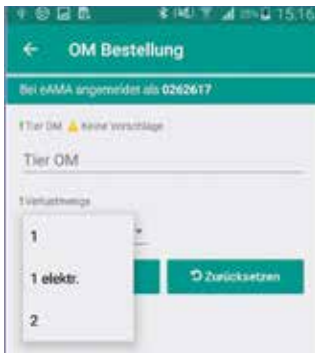 15:16
OM Bestellung
Bei eAMA angemeldet als 0262617
! Tier OM ⚠ Keine Vorschläge
Tier OM
! Verlustmenge
1
1 elektr.
2
Zurücksetzen